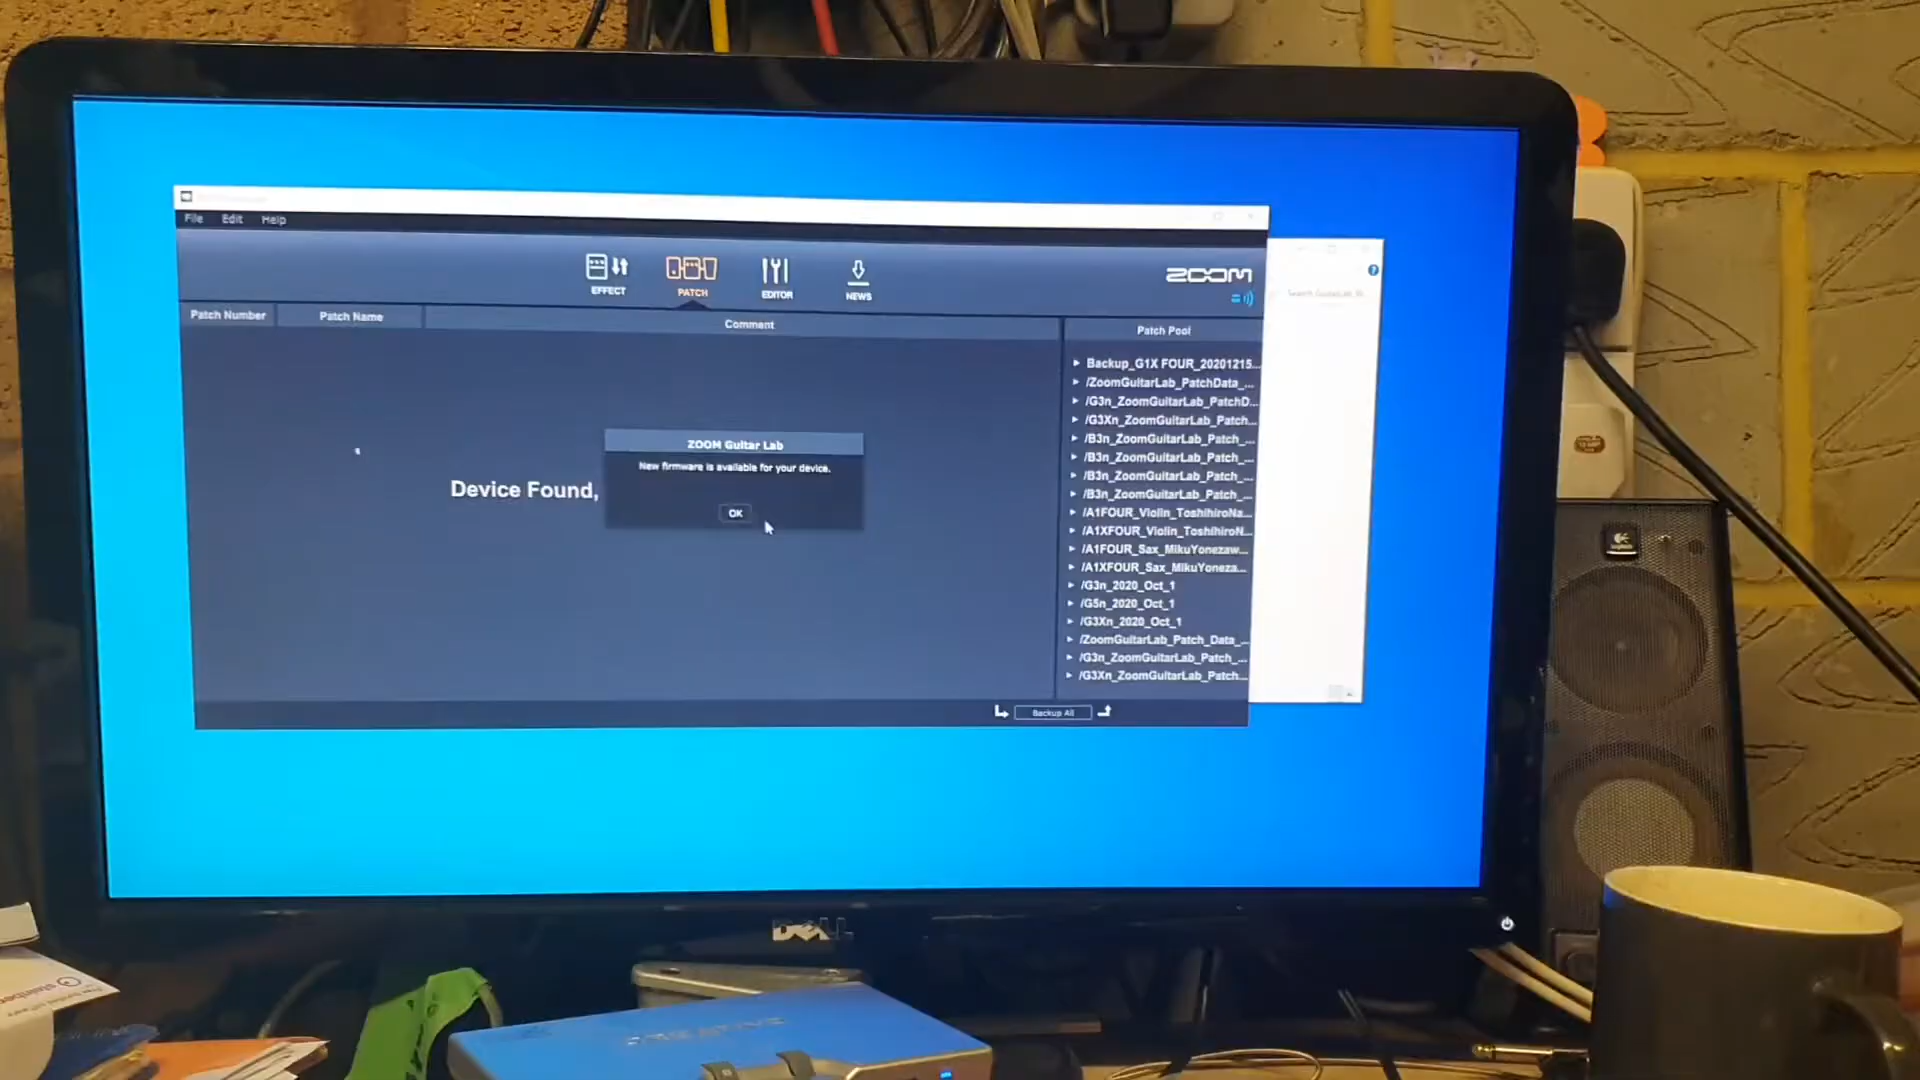 File Edit Help
EFFECT PATCH EDITOR NEWS
ZOOM
Patch Number Patch Name Comment Patch Pool
Backup_G1X FOUR_20201215...
/ZoomGuitarLab_PatchData_...
/G3n_ZoomGuitarLab_PatchD...
/G3Xn_ZoomGuitarLab_Patch...
/B3n_ZoomGuitarLab_Patch_...
/B3n_ZoomGuitarLab_Patch_...
/B3n_ZoomGuitarLab_Patch_...
/B3n_ZoomGuitarLab_Patch_...
/A1FOUR_Violin_ToshihiroNa...
/A1XFOUR_Violin_ToshihiroN...
/A1FOUR_Sax_MikuYonezaw...
/A1XFOUR_Sax_MikuYoneza...
/G3n_2020_Oct_1
/G5n_2020_Oct_1
/G3Xn_2020_Oct_1
/ZoomGuitarLab_Patch_Data_...
/G3n_ZoomGuitarLab_Patch_...
/G3Xn_ZoomGuitarLab_Patch...
Device Found,
ZOOM Guitar Lab
New firmware is available for your device.
OK
Backup All
DELL
CREATIVE